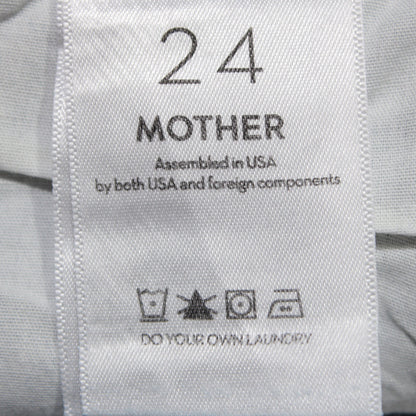 24
MOTHER
Assembled in USA
by both USA and foreign components
DO YOUR OWN LAUNDRY